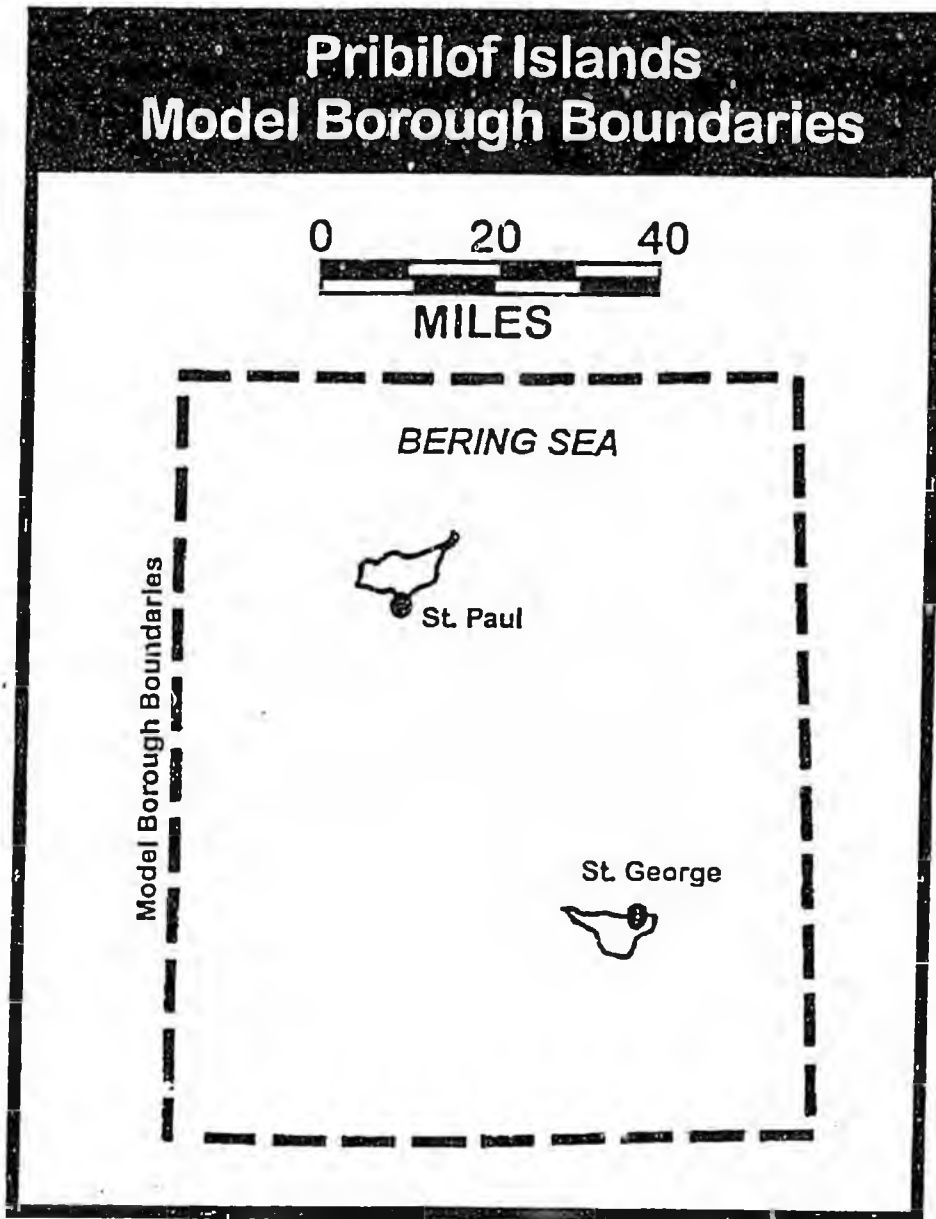 Pribilof Islands
Model Borough Boundaries
0 20 40
MILES
BERING SEA
St. Paul
Model Borough Boundaries
St. George